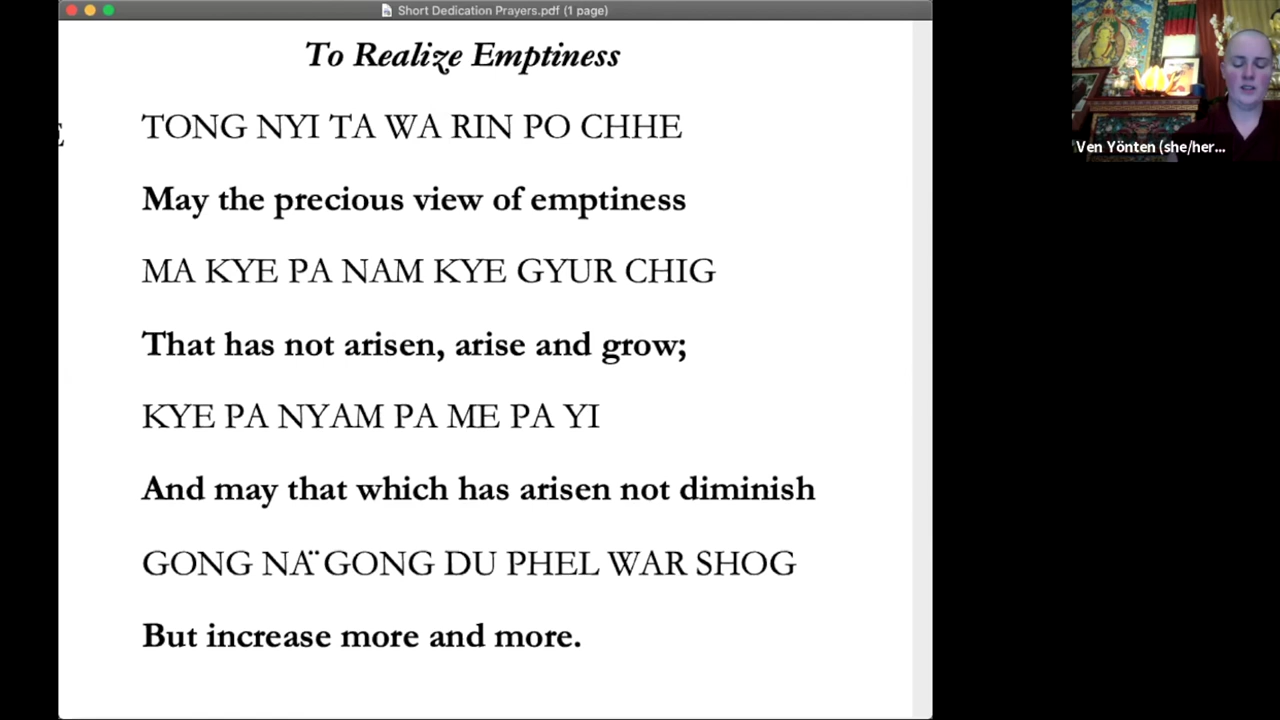 Short Dedication Prayers.pdf (1 page)
To Realize Emptiness
TONG NYI TA WA RIN PO CHHE
May the precious view of emptiness
MA KYE PA NAM KYE GYUR CHIG
That has not arisen, arise and grow;
KYE PA NYAM PA ME PA YI
And may that which has arisen not diminish
GONG NA¨ GONG DU PHEL WAR SHOG
But increase more and more.
E
Ven Yönten (she/her...